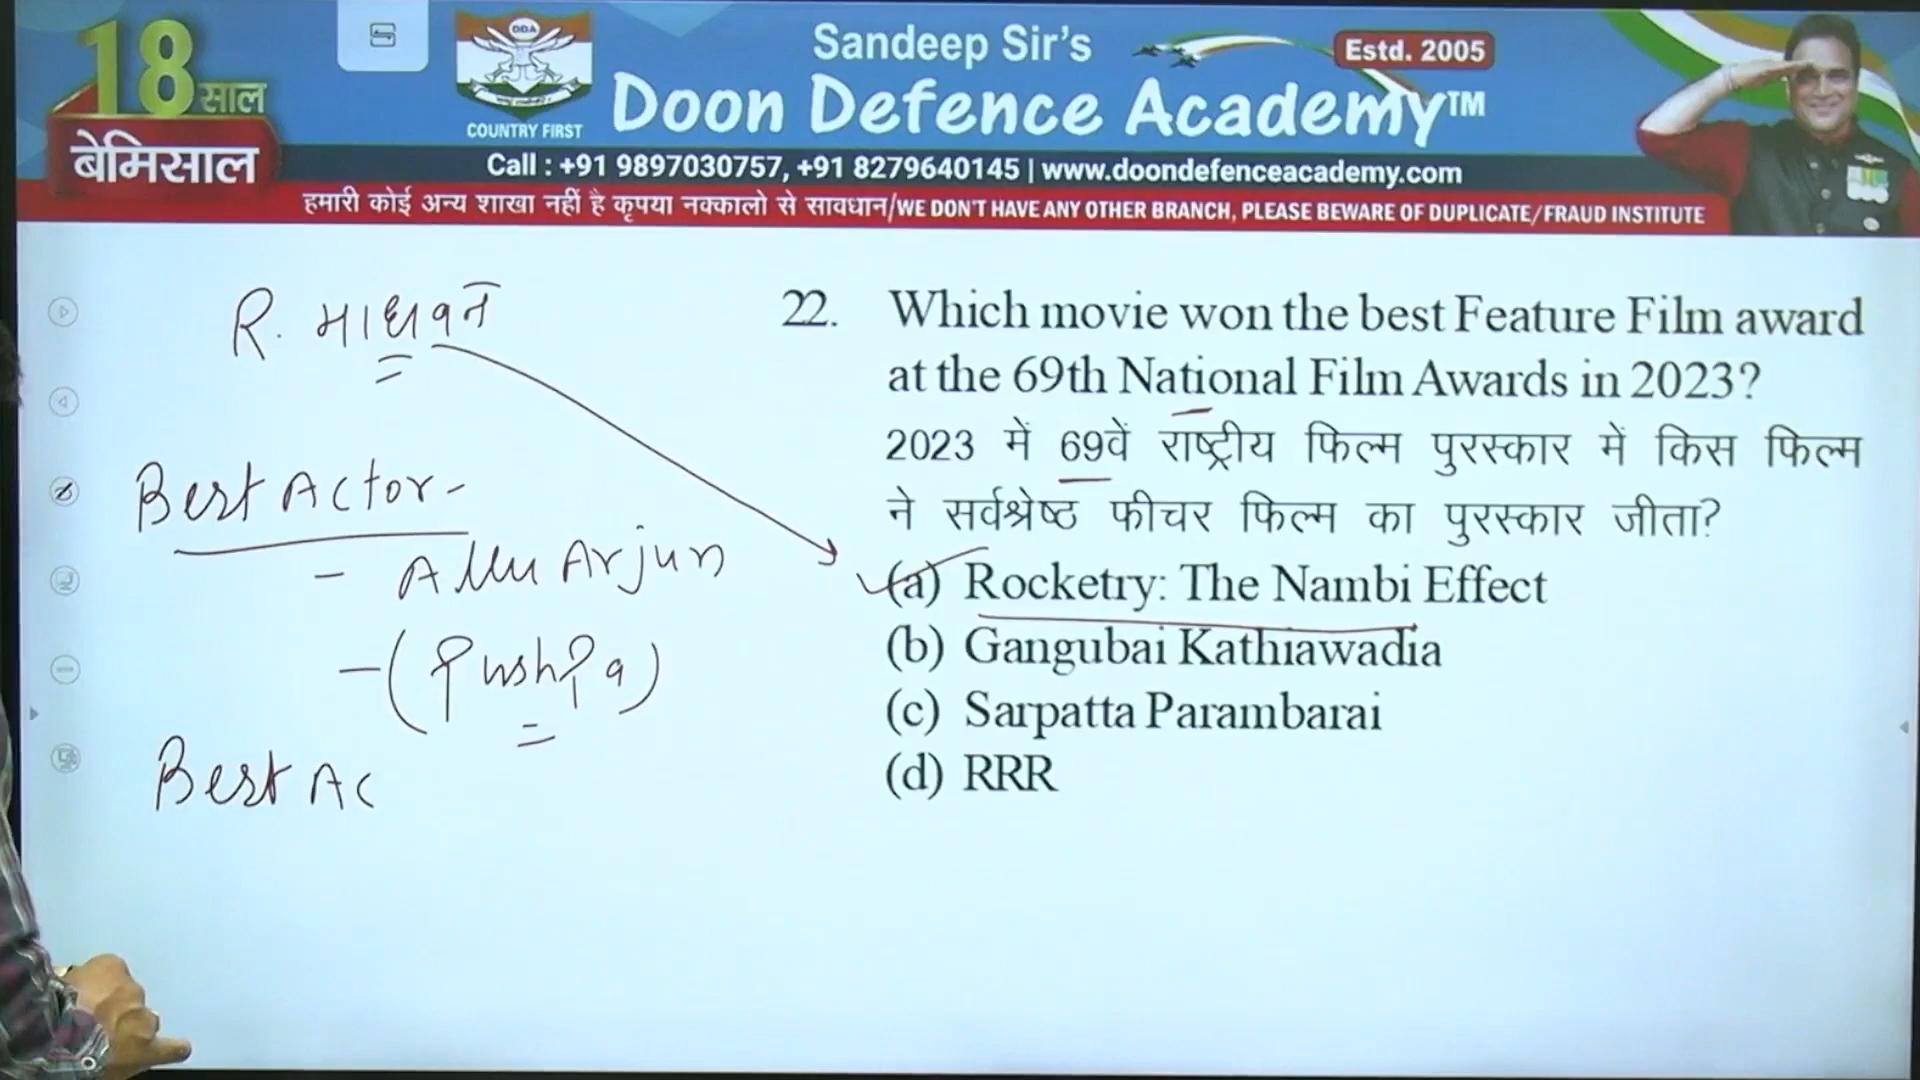 18 साल
बेमिसाल
DDA
COUNTRY FIRST
Sandeep Sir's
Estd. 2005
Doon Defence Academy™
Call : +91 9897030757, +91 8279640145 | www.doondefenceacademy.com
हमारी कोई अन्य शाखा नहीं है कृपया नक्कालो से सावधान/WE DON'T HAVE ANY OTHER BRANCH, PLEASE BEWARE OF DUPLICATE/FRAUD INSTITUTE
R. माधवन
Best Actor-
- Allu Arjun
- (Pushpa)
Best Ac
22. Which movie won the best Feature Film award
at the 69th National Film Awards in 2023?
2023 में 69वें राष्ट्रीय फिल्म पुरस्कार में किस फिल्म
ने सर्वश्रेष्ठ फीचर फिल्म का पुरस्कार जीता?
(a) Rocketry: The Nambi Effect
(b) Gangubai Kathiawadia
(c) Sarpatta Parambarai
(d) RRR